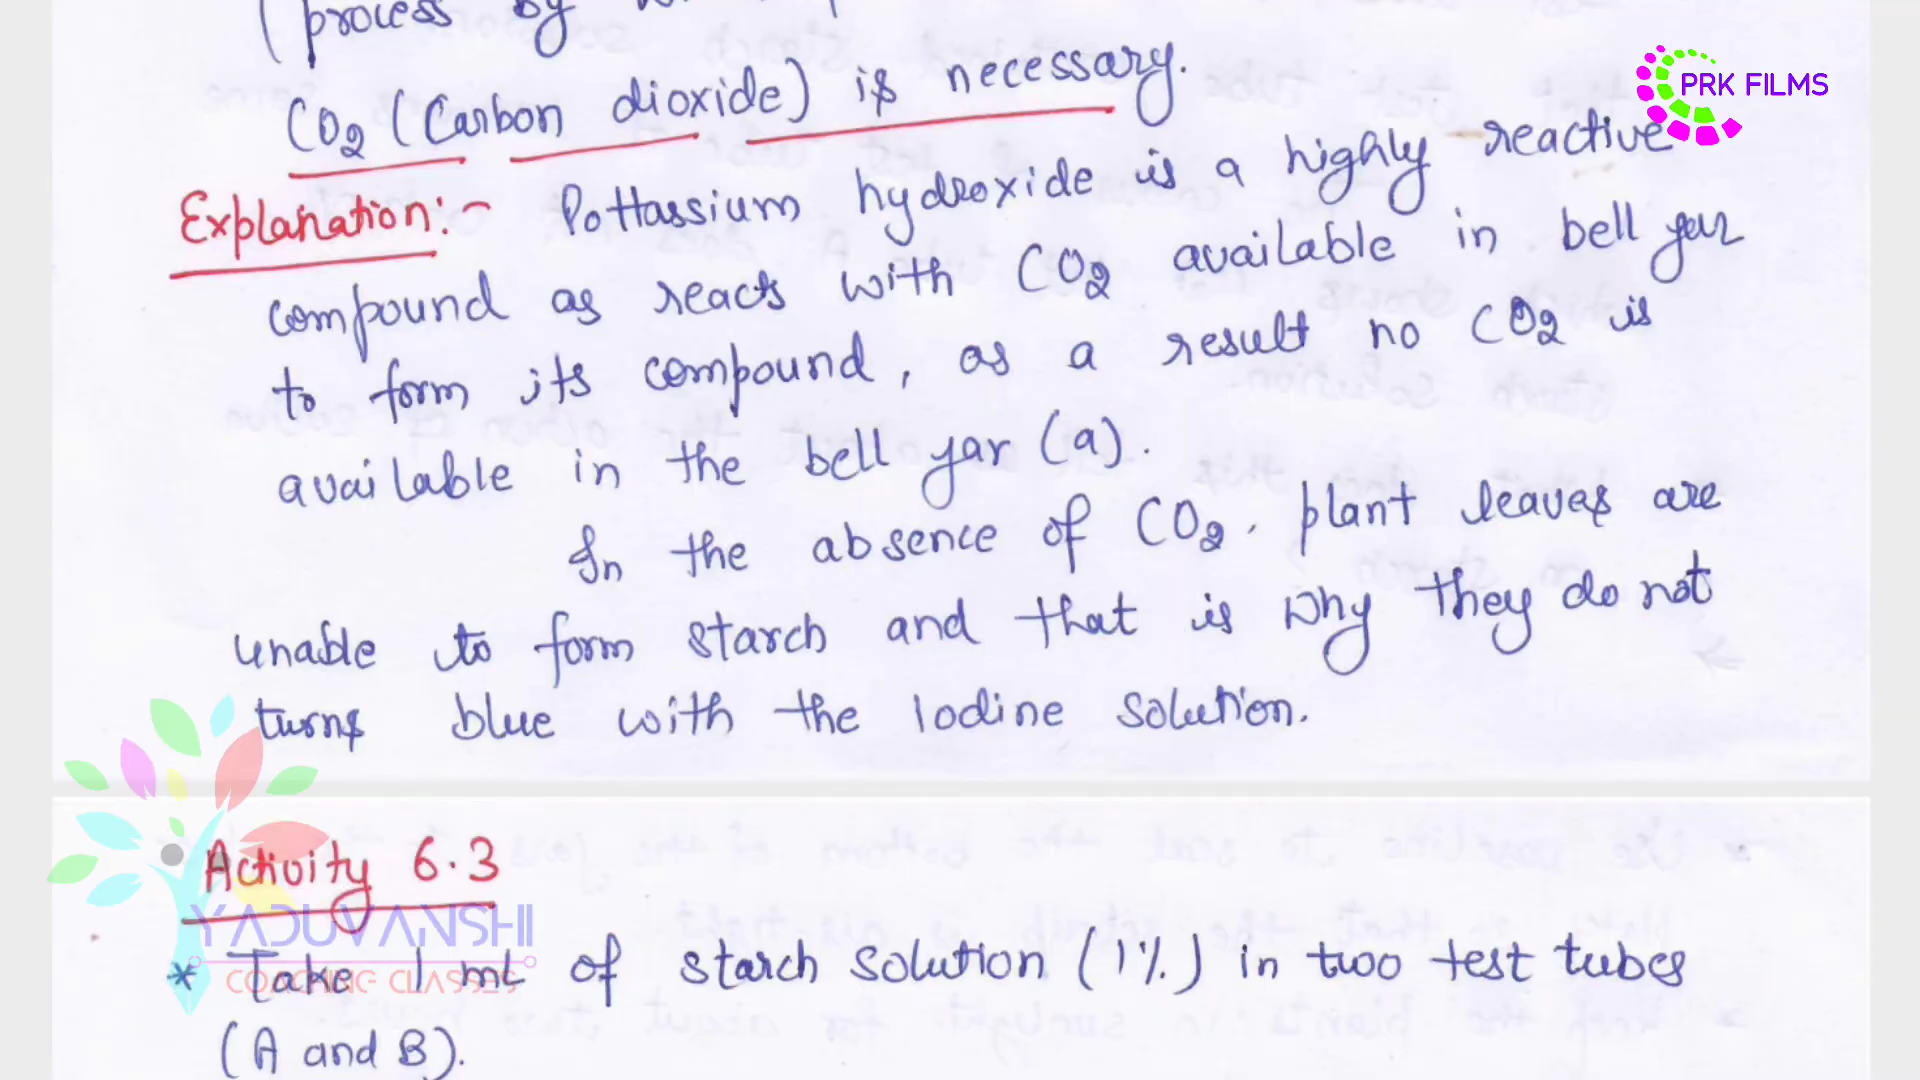 (process by
CO2 (Carbon dioxide) is necessary.
PRK FILMS
Explanation:- Pottassium hydroxide is a highly reactive
compound as reacts with CO2 available in bell yar
to form its compound, as a result no CO2 is
available in the bell yar (a).
In the absence of CO2. plant leaves are
unable to form starch and that is why they do not
turns blue with the Iodine solution.
Activity 6.3
YADUVANSHI
* Take 1 ml of starch solution (1%) in two test tubes
COACHING CLASSES
(A and B).